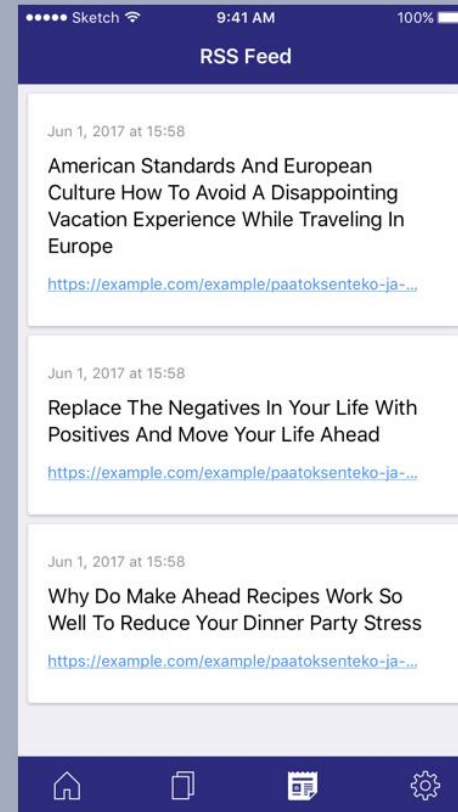 Sketch 9:41 AM 100%
RSS Feed
Jun 1, 2017 at 15:58
American Standards And European
Culture How To Avoid A Disappointing
Vacation Experience While Traveling In
Europe
https://example.com/example/paatoksenteko-ja-...
Jun 1, 2017 at 15:58
Replace The Negatives In Your Life With
Positives And Move Your Life Ahead
https://example.com/example/paatoksenteko-ja-...
Jun 1, 2017 at 15:58
Why Do Make Ahead Recipes Work So
Well To Reduce Your Dinner Party Stress
https://example.com/example/paatoksenteko-ja-...